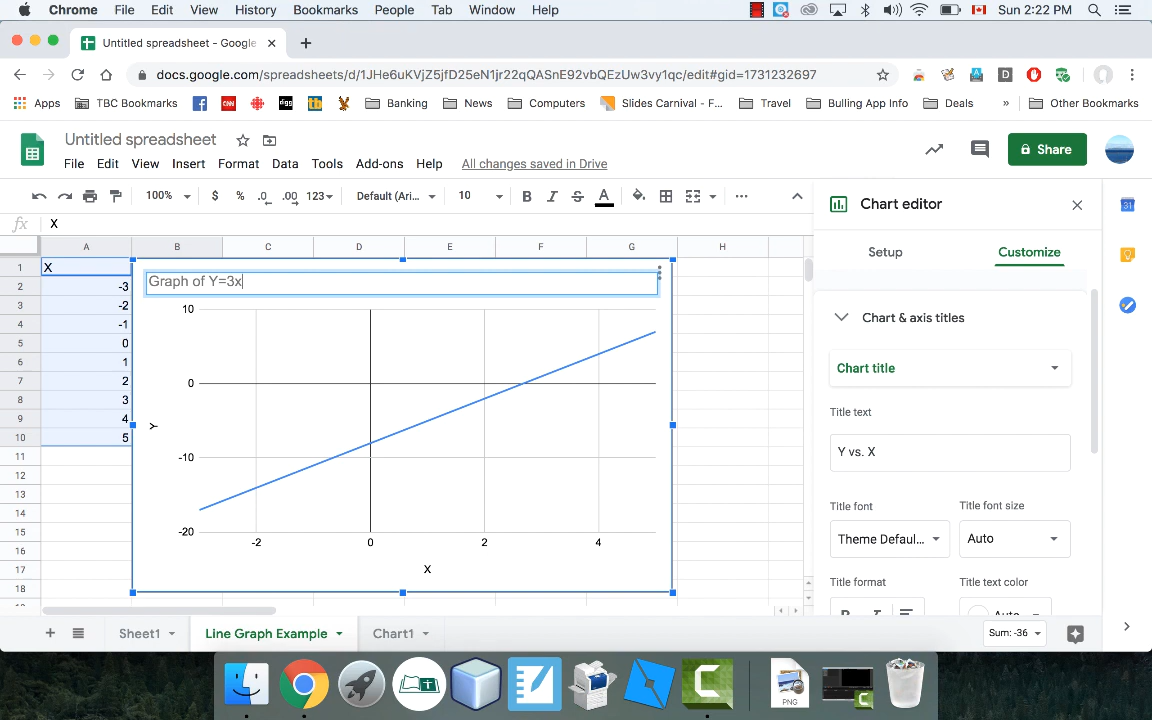 Chrome File Edit View History Bookmarks People Tab Window Help Sun 2:22 PM
Untitled spreadsheet - Google
docs.google.com/spreadsheets/d/1JHe6uKVjZ5jfD25eN1jr22qQASnE92vbQEzUw3vy1qc/edit#gid=1731232697
Apps TBC Bookmarks CNN digg tb Banking News Computers Slides Carnival - F... Travel Bulling App Info Deals » Other Bookmarks
Untitled spreadsheet
File Edit View Insert Format Data Tools Add-ons Help All changes saved in Drive
Share
100% $ % .0 .00 123 Default (Ari... 10 B I S A
fx X
Chart editor
Setup Customize
A B C D E F G H
1 X
2 -3
3 -2
4 -1
5 0
6 1
7 2
8 3
9 4
10 5
11
12
13
14
15
16
17
18
Graph of Y=3x
10
0
-10
-20
Y
-2 0 2 4
X
Chart & axis titles
Chart title
Title text
Y vs. X
Title font Title font size
Theme Defaul... Auto
Title format Title text color
B I Auto
31
Sheet1 Line Graph Example Chart1
Sum: -36
PNG